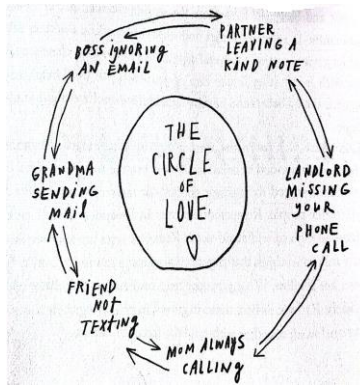 BOSS IGNORING
AN EMAIL
PARTNER
LEAVING A
KIND NOTE
LANDLORD
MISSING
YOUR
PHONE
CALL
MOM ALWAYS
CALLING
FRIEND
NOT
TEXTING
GRANDMA
SENDING
MAIL
THE
CIRCLE
OF
LOVE